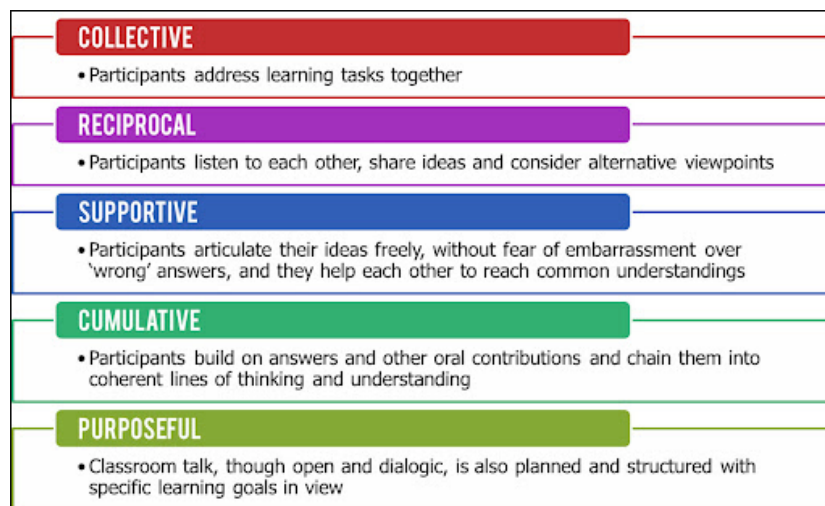 COLLECTIVE
• Participants address learning tasks together
RECIPROCAL
• Participants listen to each other, share ideas and consider alternative viewpoints
SUPPORTIVE
• Participants articulate their ideas freely, without fear of embarrassment over
‘wrong’ answers, and they help each other to reach common understandings
CUMULATIVE
• Participants build on answers and other oral contributions and chain them into
coherent lines of thinking and understanding
PURPOSEFUL
• Classroom talk, though open and dialogic, is also planned and structured with
specific learning goals in view